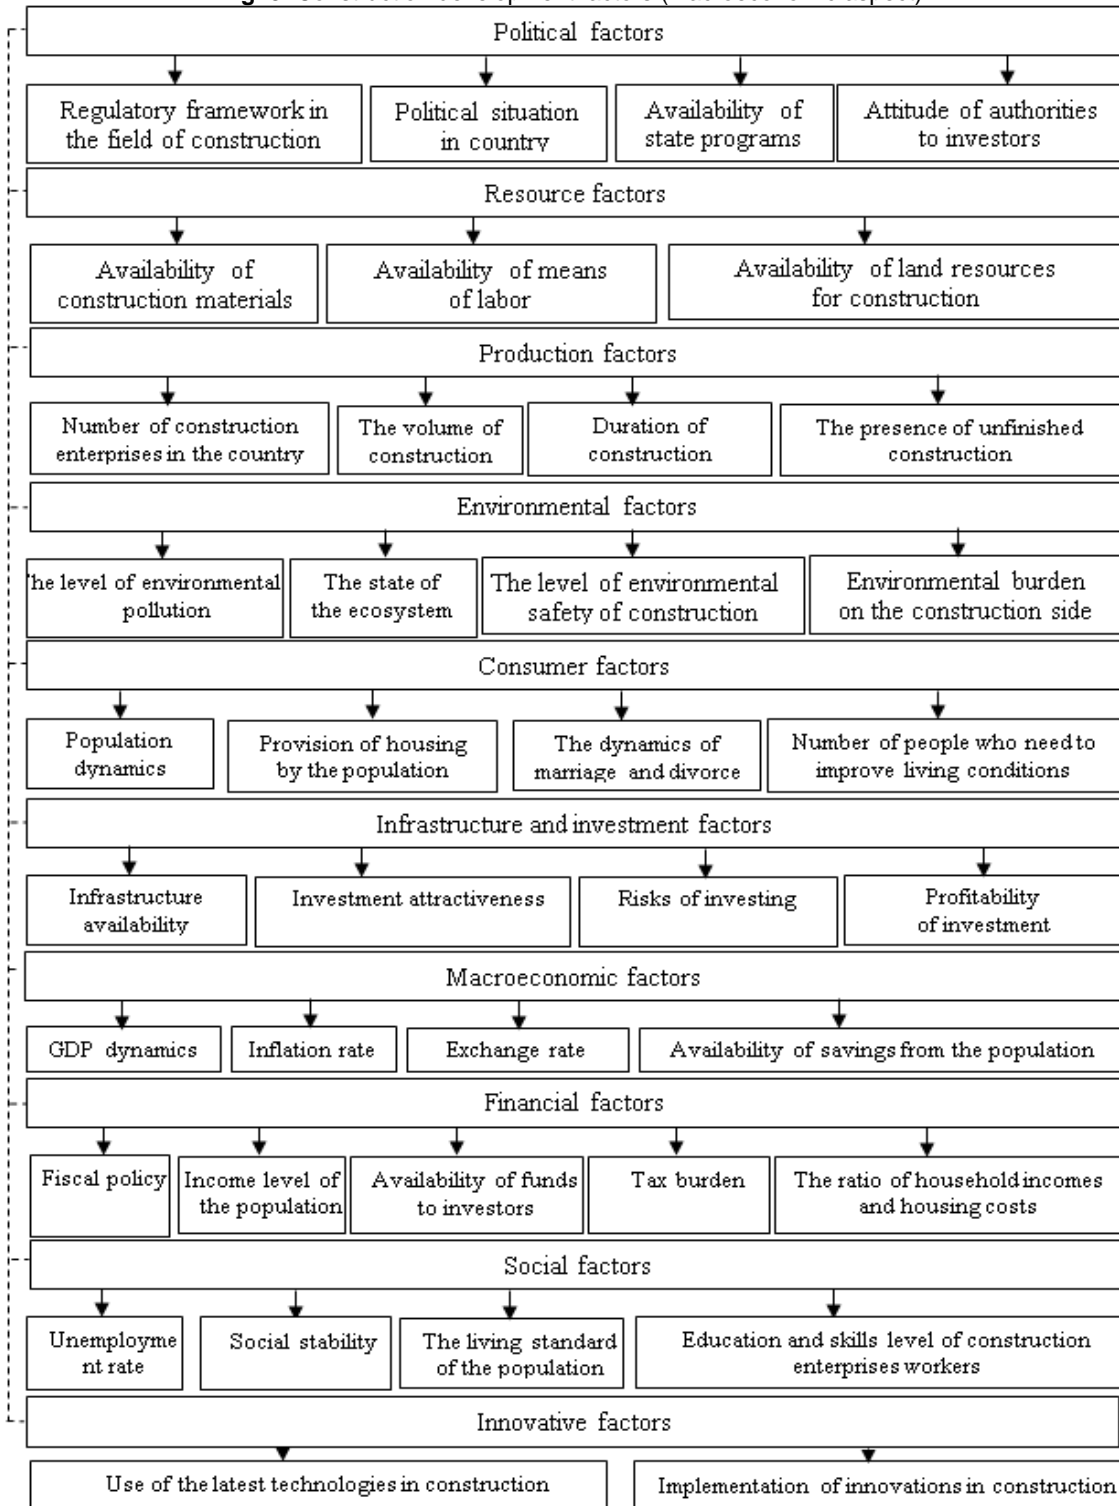 Political factors
Regulatory framework in
the field of construction
Political situation
in country
Availability of
state programs
Attitude of authorities
to investors
Resource factors
Availability of
construction materials
Availability of means
of labor
Availability of land resources
for construction
Production factors
Number of construction
enterprises in the country
The volume of
construction
Duration of
construction
The presence of unfinished
construction
Environmental factors
The level of environmental
pollution
The state of
the ecosystem
The level of environmental
safety of construction
Environmental burden
on the construction side
Consumer factors
Population
dynamics
Provision of housing
by the population
The dynamics of
marriage and divorce
Number of people who need to
improve living conditions
Infrastructure and investment factors
Infrastructure
availability
Investment attractiveness
Risks of investing
Profitability
of investment
Macroeconomic factors
GDP dynamics
Inflation rate
Exchange rate
Availability of savings from the population
Financial factors
Fiscal policy
Income level of
the population
Availability of funds
to investors
Tax burden
The ratio of household incomes
and housing costs
Social factors
Unemployme
nt rate
Social stability
The living standard
of the population
Education and skills level of construction
enterprises workers
Innovative factors
Use of the latest technologies in construction
Implementation of innovations in construction